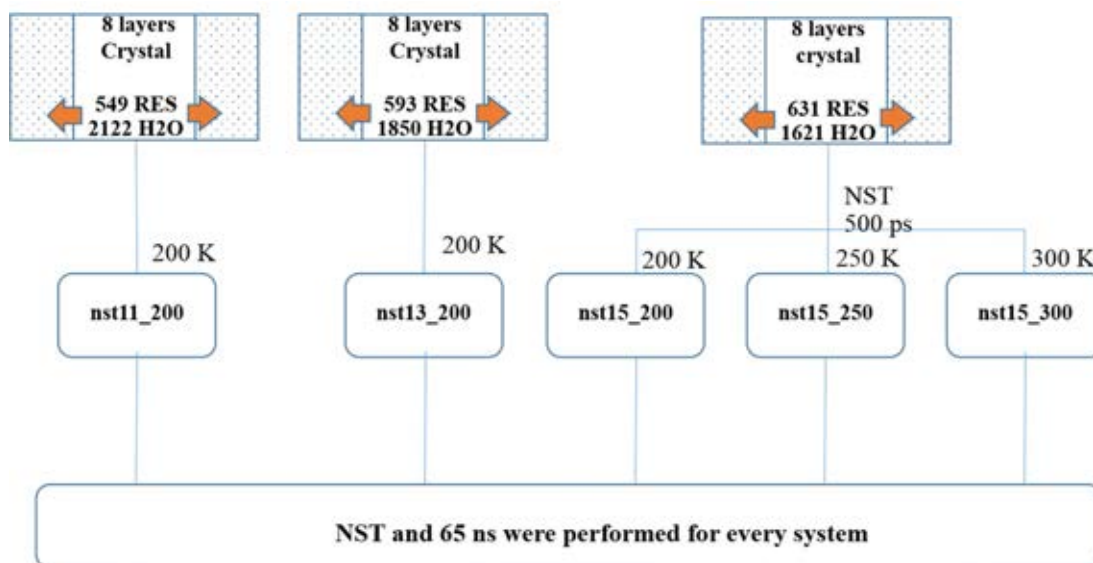 8 layers
Crystal
549 RES
2122 H2O
8 layers
Crystal
593 RES
1850 H2O
8 layers
crystal
631 RES
1621 H2O
NST
500 ps
200 K
200 K
200 K
250 K
300 K
nst11_200
nst13_200
nst15_200
nst15_250
nst15_300
NST and 65 ns were performed for every system